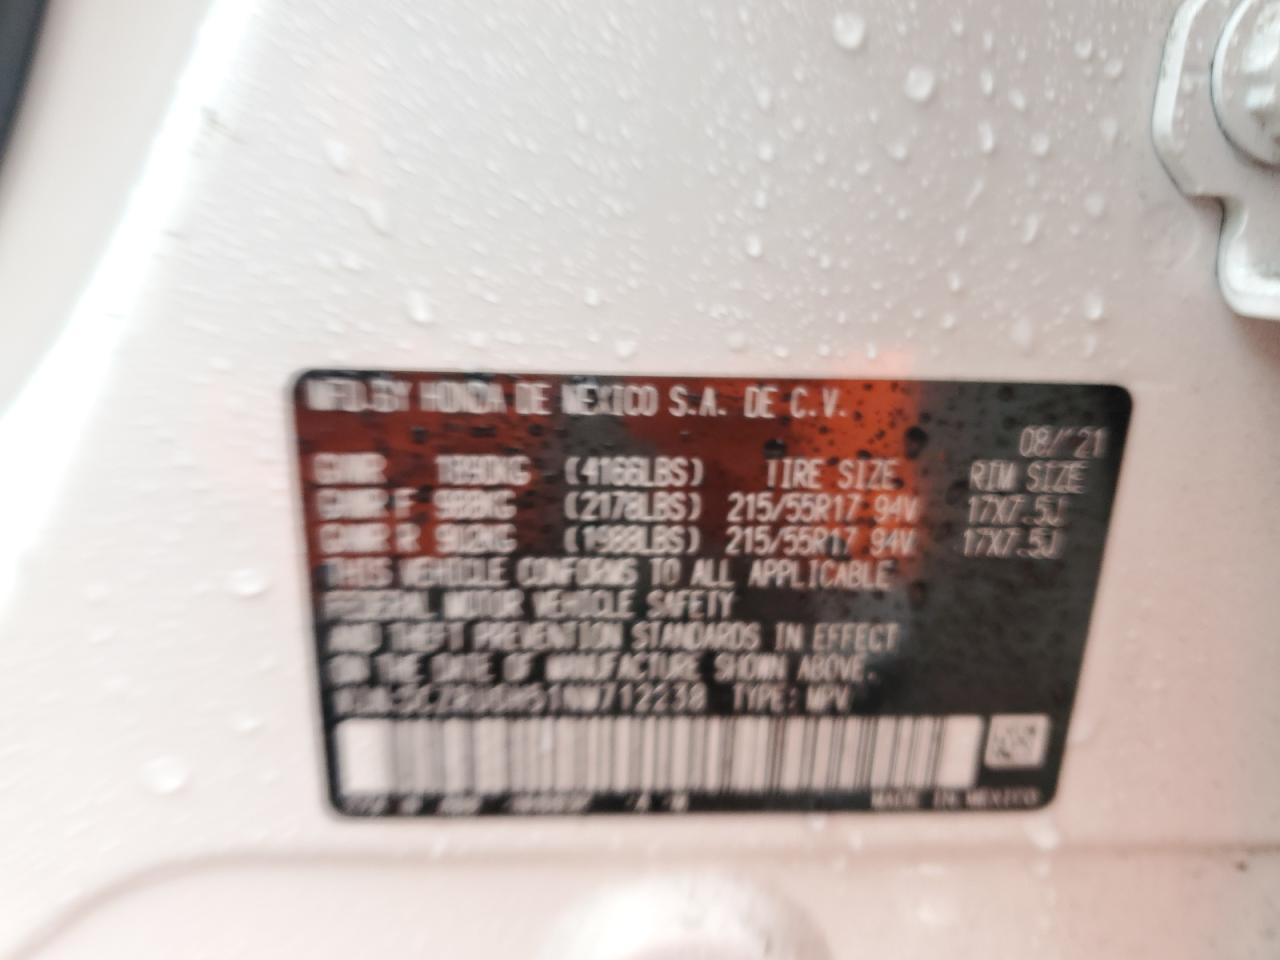 MFD.BY HONDA DE MEXICO S.A. DE C.V.
08/'21
GVWR 1890KG (4166LBS) TIRE SIZE RIM SIZE
GAWR F 988KG (2178LBS) 215/55R17 94V 17X7.5J
GAWR R 902KG (1988LBS) 215/55R17 94V 17X7.5J
THIS VEHICLE CONFORMS TO ALL APPLICABLE
FEDERAL MOTOR VEHICLE SAFETY
AND THEFT PREVENTION STANDARDS IN EFFECT
ON THE DATE OF MANUFACTURE SHOWN ABOVE.
TYPE: MPV
MADE IN MEXICO